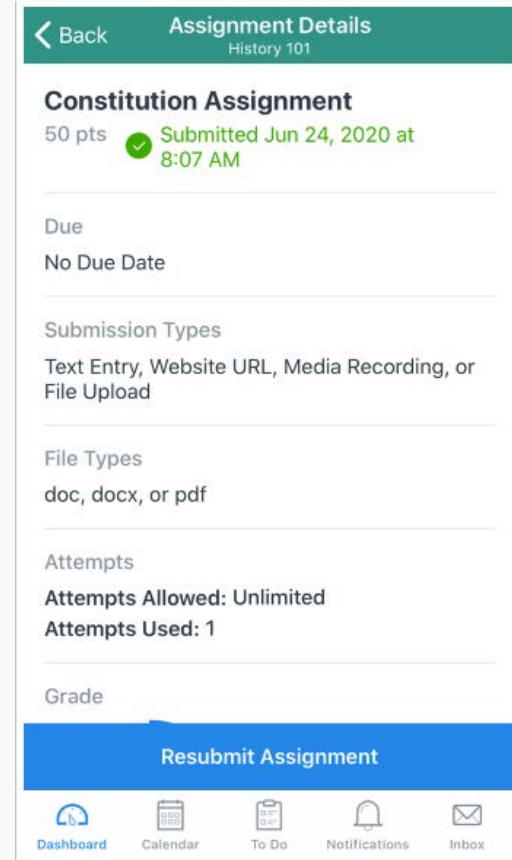 Back
Assignment Details
History 101
Constitution Assignment
50 pts
Submitted Jun 24, 2020 at
8:07 AM
Due
No Due Date
Submission Types
Text Entry, Website URL, Media Recording, or
File Upload
File Types
doc, docx, or pdf
Attempts
Attempts Allowed: Unlimited
Attempts Used: 1
Grade
Resubmit Assignment
Dashboard
Calendar
To Do
Notifications
Inbox